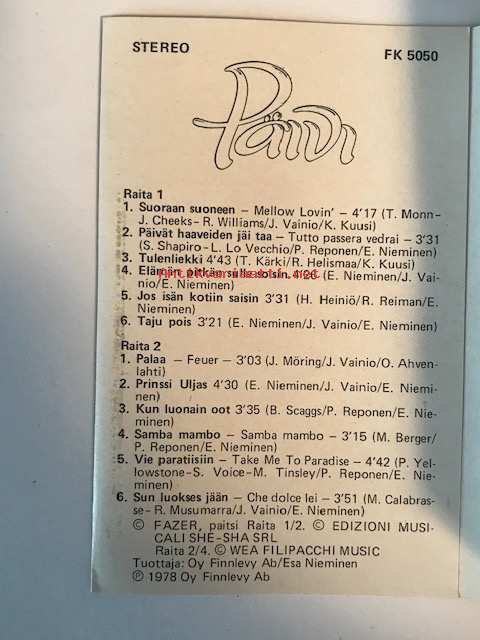 STEREO FK 5050
Päivi
Raita 1
1. Suoraan suoneen – Mellow Lovin' – 4'17 (T. Monn-
J. Cheeks- R. Williams/J. Vainio/K. Kuusi)
2. Päivät haaveiden jäi taa – Tutto passera vedrai – 3'31
(S. Shapiro-L. Lo Vecchio/P. Reponen/E. Nieminen)
3. Tulenliekki 4'43 (T. Kärki/R. Helismaa/K. Kuusi)
4. Elämän pitkän sulle soisin. 4'26 (E. Nieminen/J. Vai-
nio/E. Nieminen)
5. Jos isän kotiin saisin 3'31 (H. Heiniö/R. Reiman/E.
Nieminen)
6. Taju pois 3'21 (E. Nieminen/J. Vainio/E. Nieminen)
Raita 2
1. Palaa – Feuer – 3'03 (J. Möring/J. Vainio/O. Ahven-
lahti)
2. Prinssi Uljas 4'30 (E. Nieminen/J. Vainio/E. Niemi-
nen)
3. Kun luonain oot 3'35 (B. Scaggs/P. Reponen/E. Nie-
minen)
4. Samba mambo – Samba mambo – 3'15 (M. Berger/
P. Reponen/E. Nieminen)
5. Vie paratiisiin – Take Me To Paradise – 4'42 (P. Yel-
lowstone-S. Voice-M. Tinsley/P. Reponen/E. Nie-
minen)
6. Sun luokses jään – Che dolce lei – 3'51 (M. Calabras-
se- R. Musumarra/J. Vainio/E. Nieminen)
© FAZER, paitsi Raita 1/2. © EDIZIONI MUSI-
CALI SHE-SHA SRL
Raita 2/4. © WEA FILIPACCHI MUSIC
Tuottaja: Oy Finnlevy Ab/Esa Nieminen
℗ 1978 Oy Finnlevy Ab